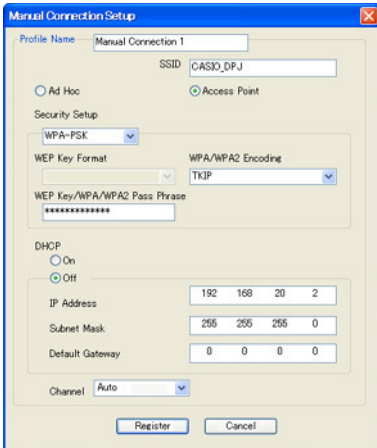 Manual Connection Setup
Profile Name Manual Connection 1
SSID CASIO_DPJ
Ad Hoc Access Point
Security Setup
WPA-PSK
WEP Key Format WPA/WPA2 Encoding
TKIP
WEP Key/WPA/WPA2 Pass Phrase
*************
DHCP
On
Off
IP Address 192 168 20 2
Subnet Mask 255 255 255 0
Default Gateway 0 0 0 0
Channel Auto
Register Cancel